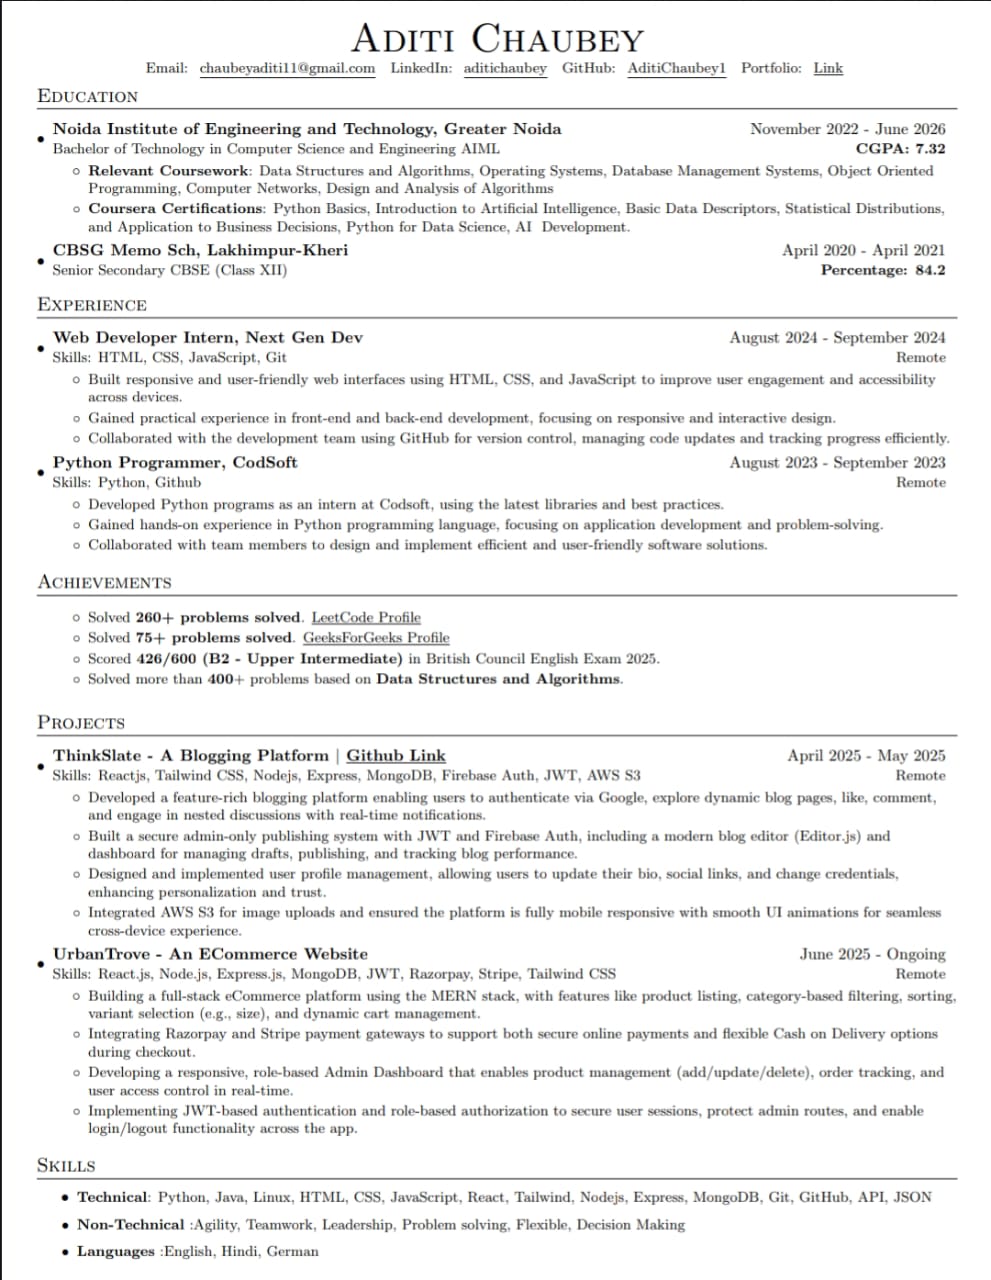 Aditi Chaubey
Email: chaubeyaditi11@gmail.com LinkedIn: aditichaubey GitHub: AditiChaubey1 Portfolio: Link
Education
• Noida Institute of Engineering and Technology, Greater Noida November 2022 - June 2026
Bachelor of Technology in Computer Science and Engineering AIML CGPA: 7.32
◦ Relevant Coursework: Data Structures and Algorithms, Operating Systems, Database Management Systems, Object Oriented
Programming, Computer Networks, Design and Analysis of Algorithms
◦ Coursera Certifications: Python Basics, Introduction to Artificial Intelligence, Basic Data Descriptors, Statistical Distributions,
and Application to Business Decisions, Python for Data Science, AI Development.
• CBSG Memo Sch, Lakhimpur-Kheri April 2020 - April 2021
Senior Secondary CBSE (Class XII) Percentage: 84.2
Experience
• Web Developer Intern, Next Gen Dev August 2024 - September 2024
Skills: HTML, CSS, JavaScript, Git Remote
◦ Built responsive and user-friendly web interfaces using HTML, CSS, and JavaScript to improve user engagement and accessibility
across devices.
◦ Gained practical experience in front-end and back-end development, focusing on responsive and interactive design.
◦ Collaborated with the development team using GitHub for version control, managing code updates and tracking progress efficiently.
• Python Programmer, CodSoft August 2023 - September 2023
Skills: Python, Github Remote
◦ Developed Python programs as an intern at Codsoft, using the latest libraries and best practices.
◦ Gained hands-on experience in Python programming language, focusing on application development and problem-solving.
◦ Collaborated with team members to design and implement efficient and user-friendly software solutions.
Achievements
◦ Solved 260+ problems solved. LeetCode Profile
◦ Solved 75+ problems solved. GeeksForGeeks Profile
◦ Scored 426/600 (B2 - Upper Intermediate) in British Council English Exam 2025.
◦ Solved more than 400+ problems based on Data Structures and Algorithms.
Projects
• ThinkSlate - A Blogging Platform | Github Link April 2025 - May 2025
Skills: Reactjs, Tailwind CSS, Nodejs, Express, MongoDB, Firebase Auth, JWT, AWS S3 Remote
◦ Developed a feature-rich blogging platform enabling users to authenticate via Google, explore dynamic blog pages, like, comment,
and engage in nested discussions with real-time notifications.
◦ Built a secure admin-only publishing system with JWT and Firebase Auth, including a modern blog editor (Editor.js) and
dashboard for managing drafts, publishing, and tracking blog performance.
◦ Designed and implemented user profile management, allowing users to update their bio, social links, and change credentials,
enhancing personalization and trust.
◦ Integrated AWS S3 for image uploads and ensured the platform is fully mobile responsive with smooth UI animations for seamless
cross-device experience.
• UrbanTrove - An ECommerce Website June 2025 - Ongoing
Skills: React.js, Node.js, Express.js, MongoDB, JWT, Razorpay, Stripe, Tailwind CSS Remote
◦ Building a full-stack eCommerce platform using the MERN stack, with features like product listing, category-based filtering, sorting,
variant selection (e.g., size), and dynamic cart management.
◦ Integrating Razorpay and Stripe payment gateways to support both secure online payments and flexible Cash on Delivery options
during checkout.
◦ Developing a responsive, role-based Admin Dashboard that enables product management (add/update/delete), order tracking, and
user access control in real-time.
◦ Implementing JWT-based authentication and role-based authorization to secure user sessions, protect admin routes, and enable
login/logout functionality across the app.
Skills
• Technical: Python, Java, Linux, HTML, CSS, JavaScript, React, Tailwind, Nodejs, Express, MongoDB, Git, GitHub, API, JSON
• Non-Technical :Agility, Teamwork, Leadership, Problem solving, Flexible, Decision Making
• Languages :English, Hindi, German